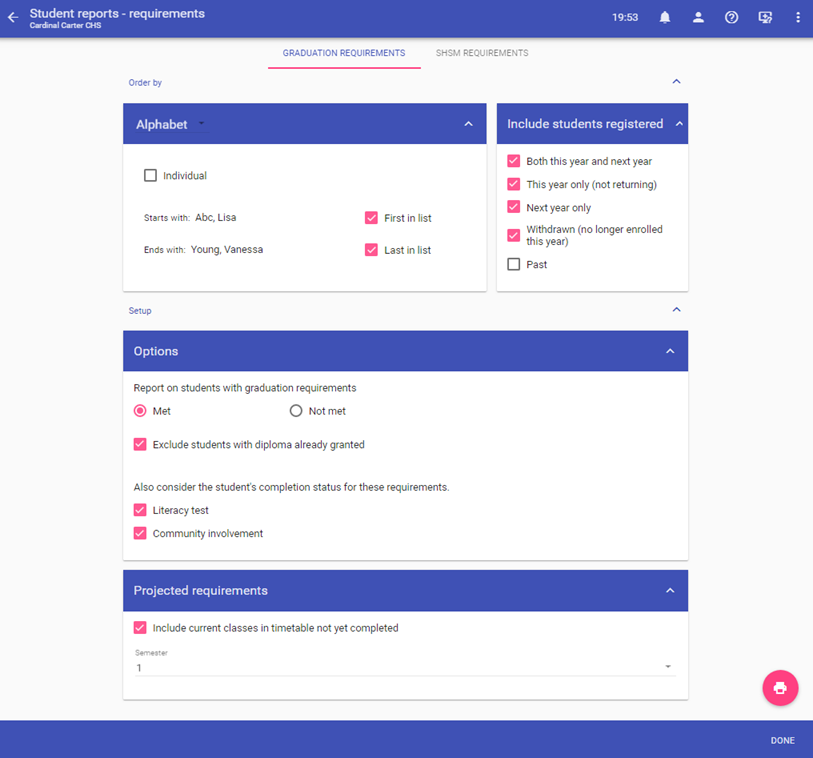 Student reports - requirements
Cardinal Carter CHS
19:53
GRADUATION REQUIREMENTS
SHSM REQUIREMENTS
Order by
Alphabet
Individual
Starts with: Abc, Lisa
First in list
Ends with: Young, Vanessa
Last in list
Include students registered
Both this year and next year
This year only (not returning)
Next year only
Withdrawn (no longer enrolled
this year)
Past
Setup
Options
Report on students with graduation requirements
Met
Not met
Exclude students with diploma already granted
Also consider the student's completion status for these requirements.
Literacy test
Community involvement
Projected requirements
Include current classes in timetable not yet completed
Semester
1
DONE